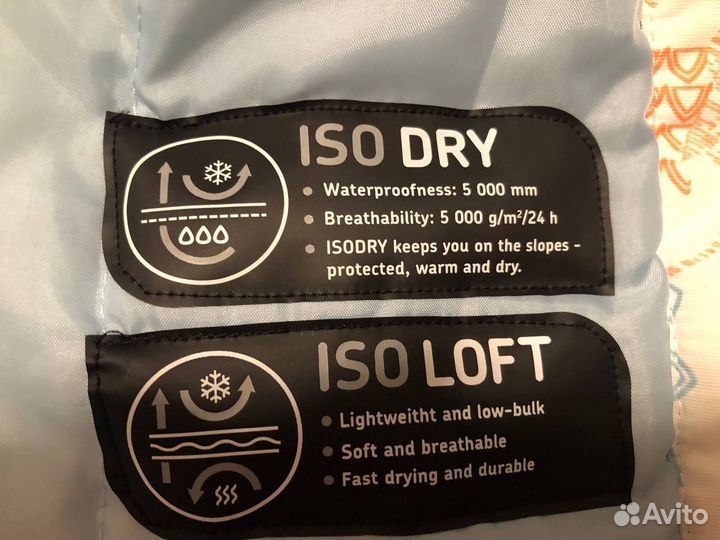 ISO DRY
Waterproofness: 5 000 mm
Breathability: 5 000 g/m²/24 h
ISODRY keeps you on the slopes -
protected, warm and dry.
ISO LOFT
Lightweitht and low-bulk
Soft and breathable
Fast drying and durable
Avito